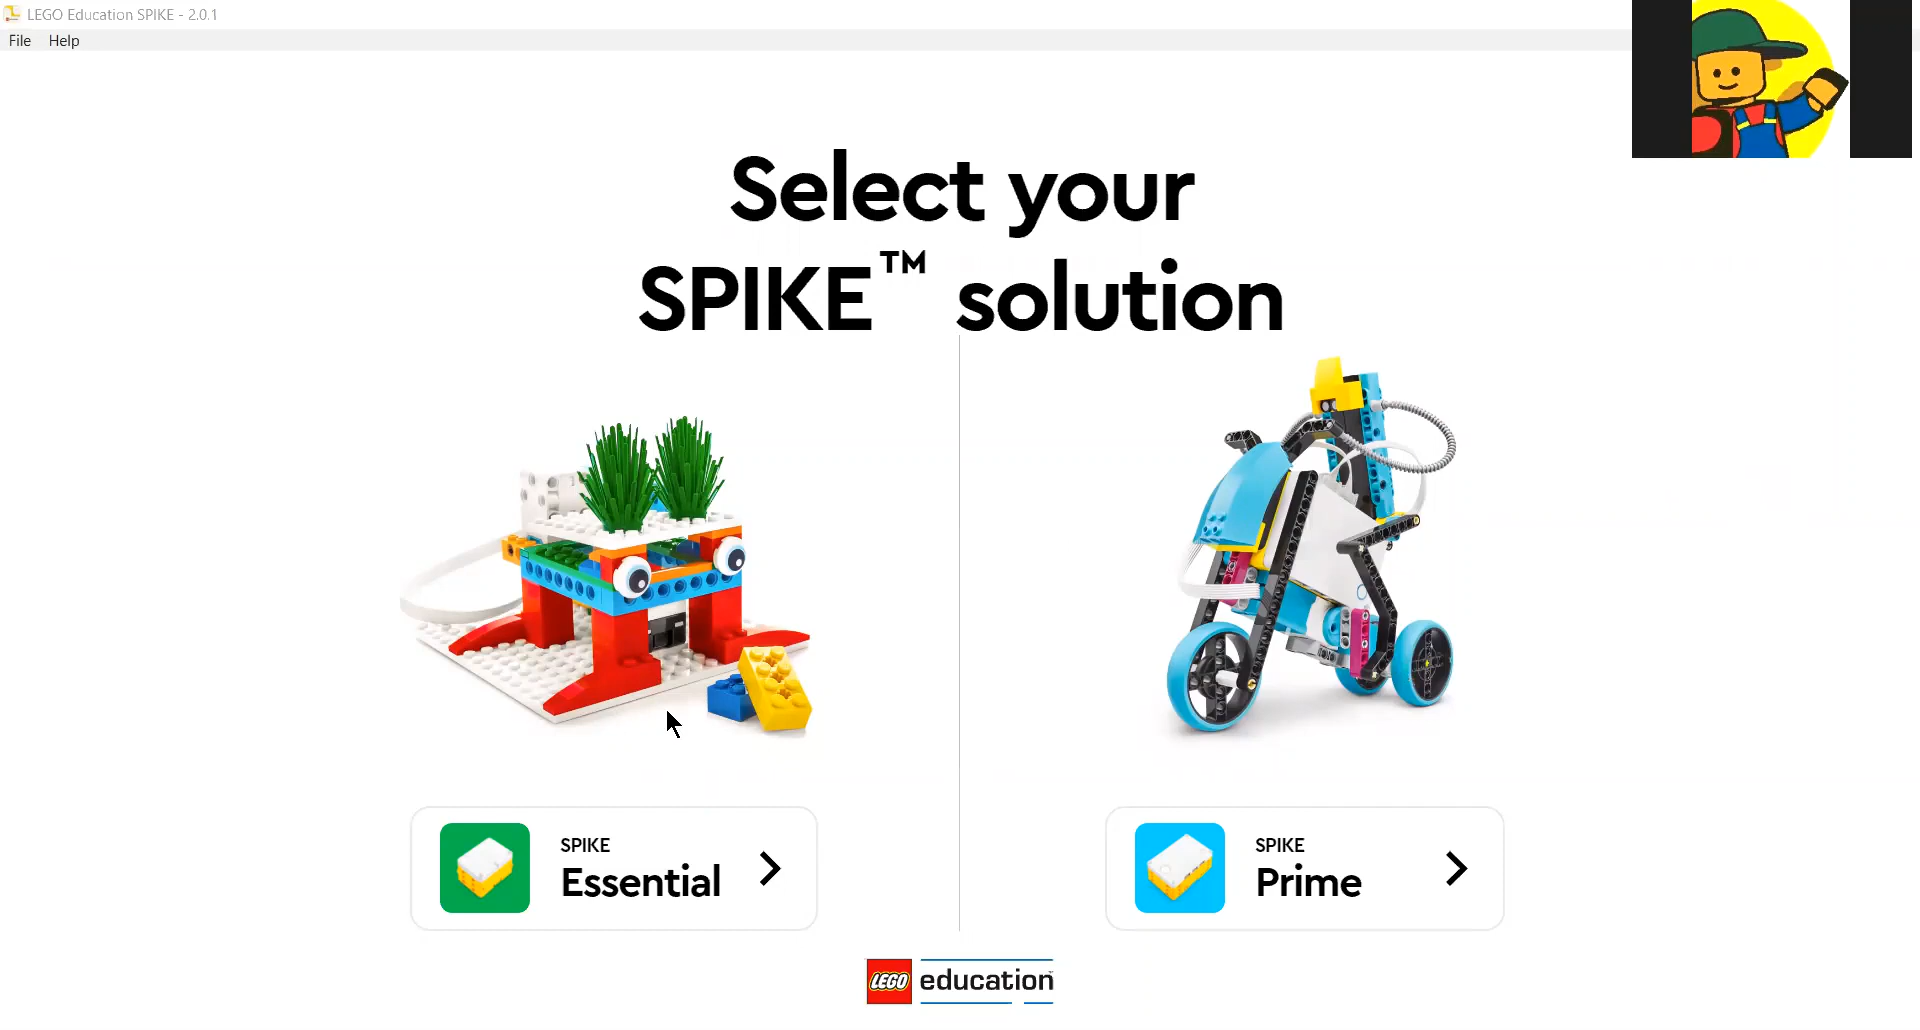 LEGO Education SPIKE - 2.0.1
File Help
Select your
SPIKE™ solution
SPIKE
Essential
SPIKE
Prime
LEGO education